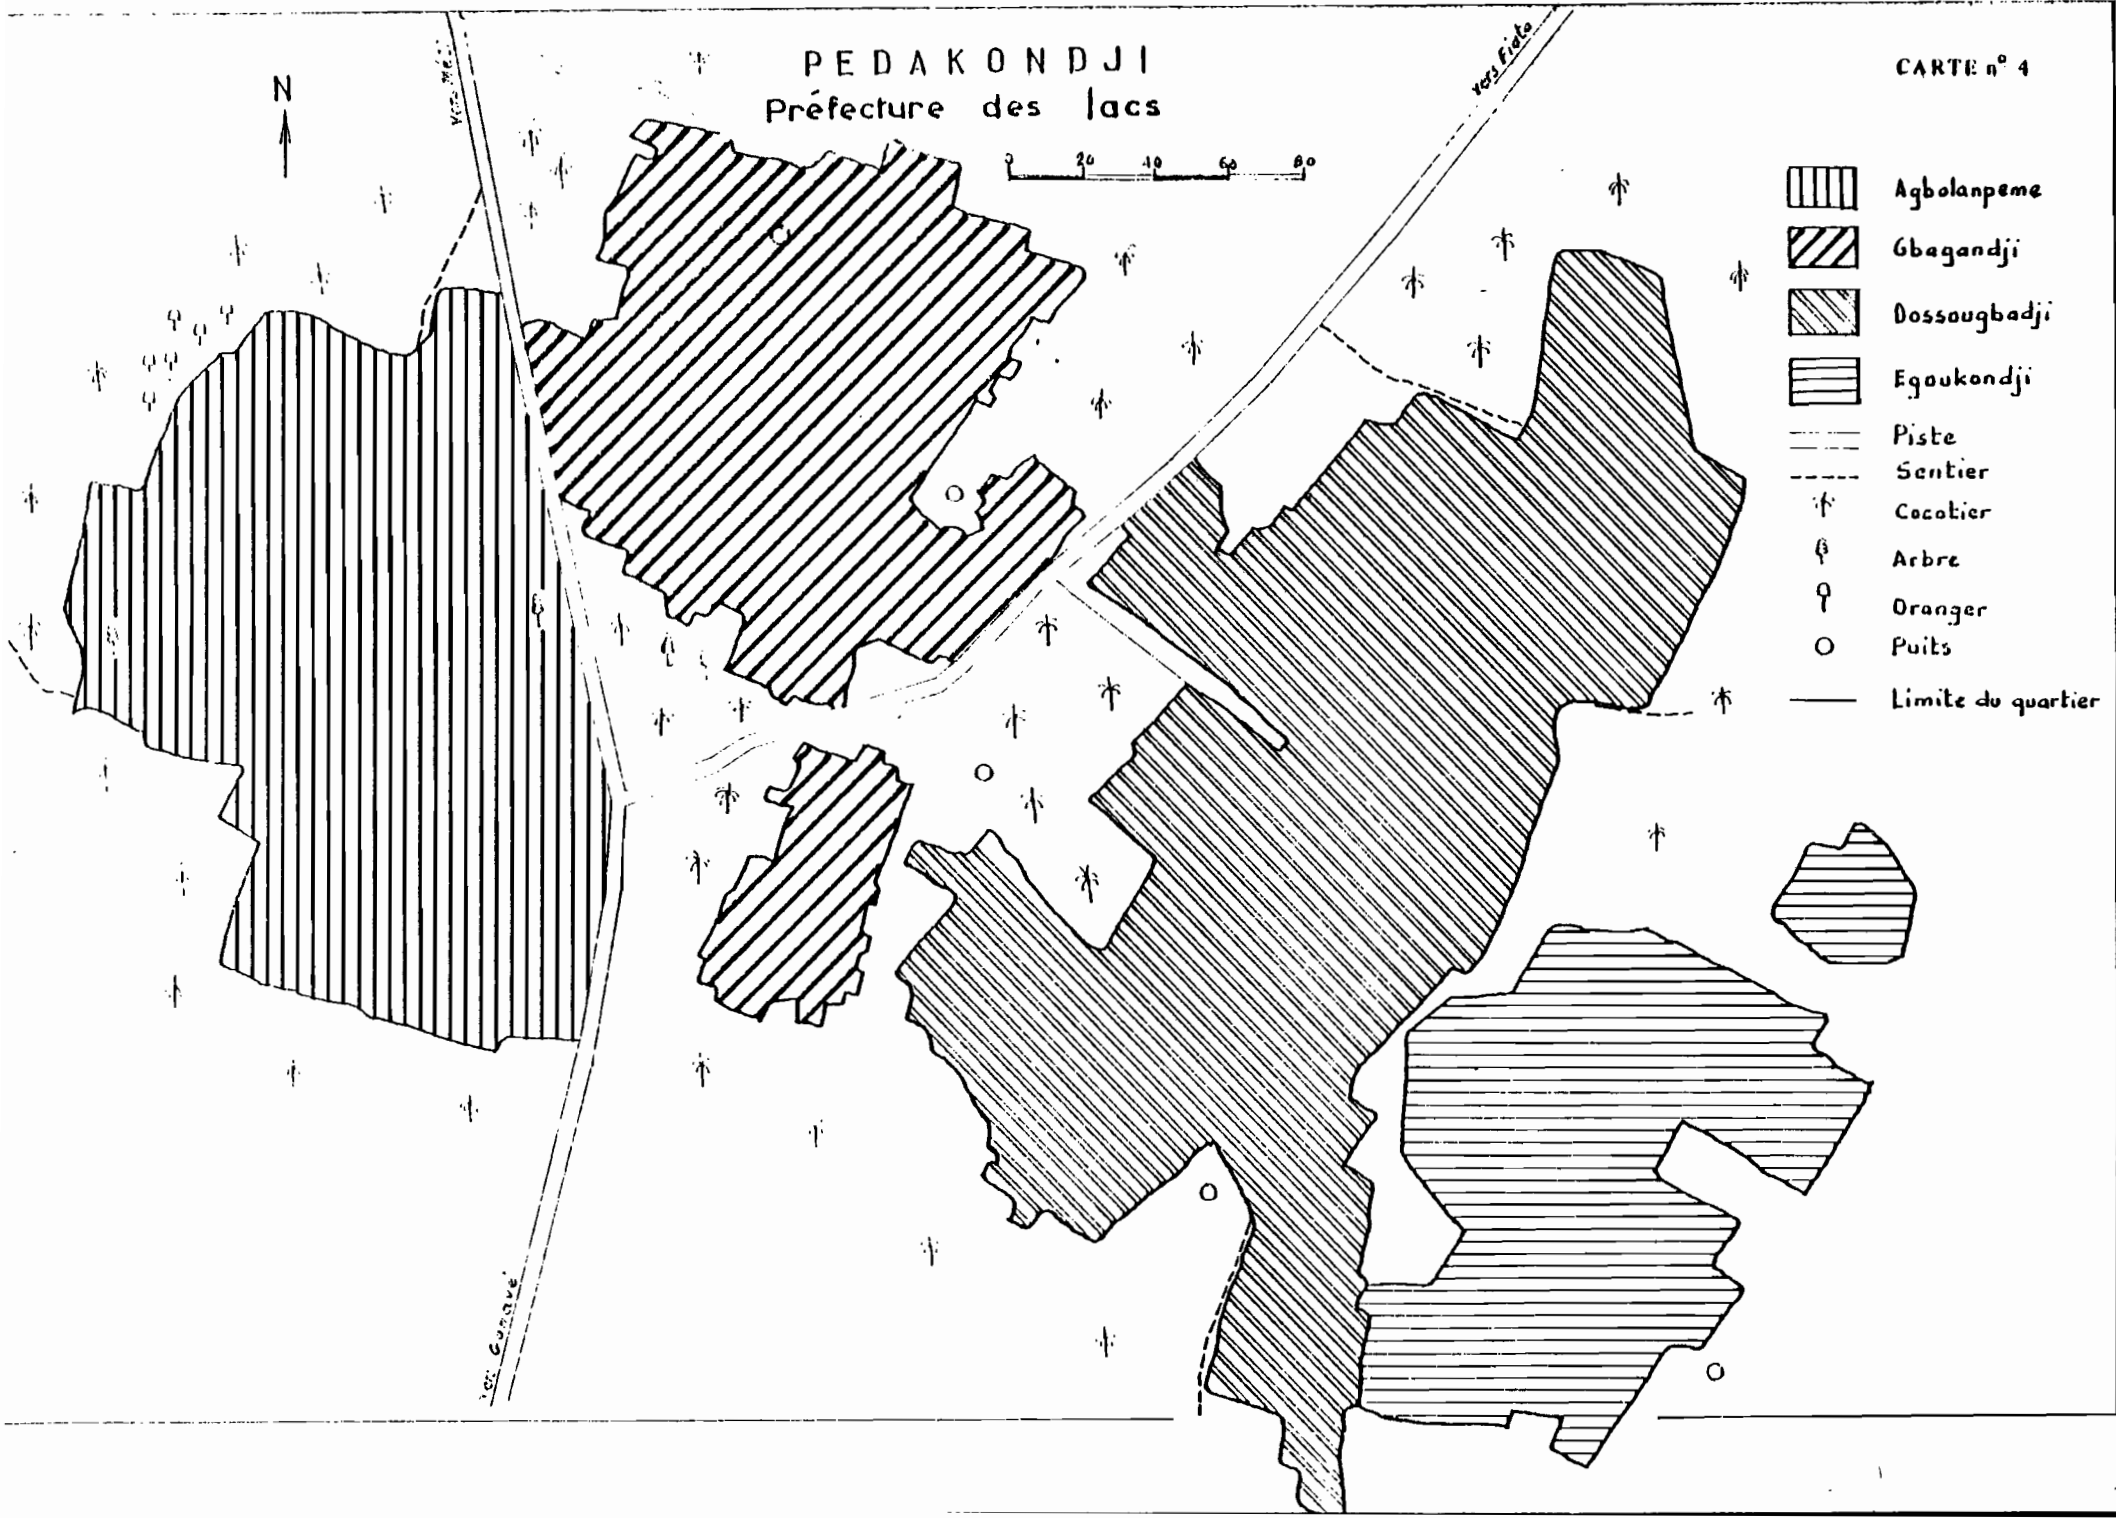 PEDAKONDJI
Préfecture des lacs
CARTE nº 4
N
0 20 40 60 80
vers Fiata
Agbolanpeme
Gbagandji
Dossougbadji
Egoukondji
Piste
Sentier
Cocotier
Arbre
Oranger
Puits
Limite du quartier